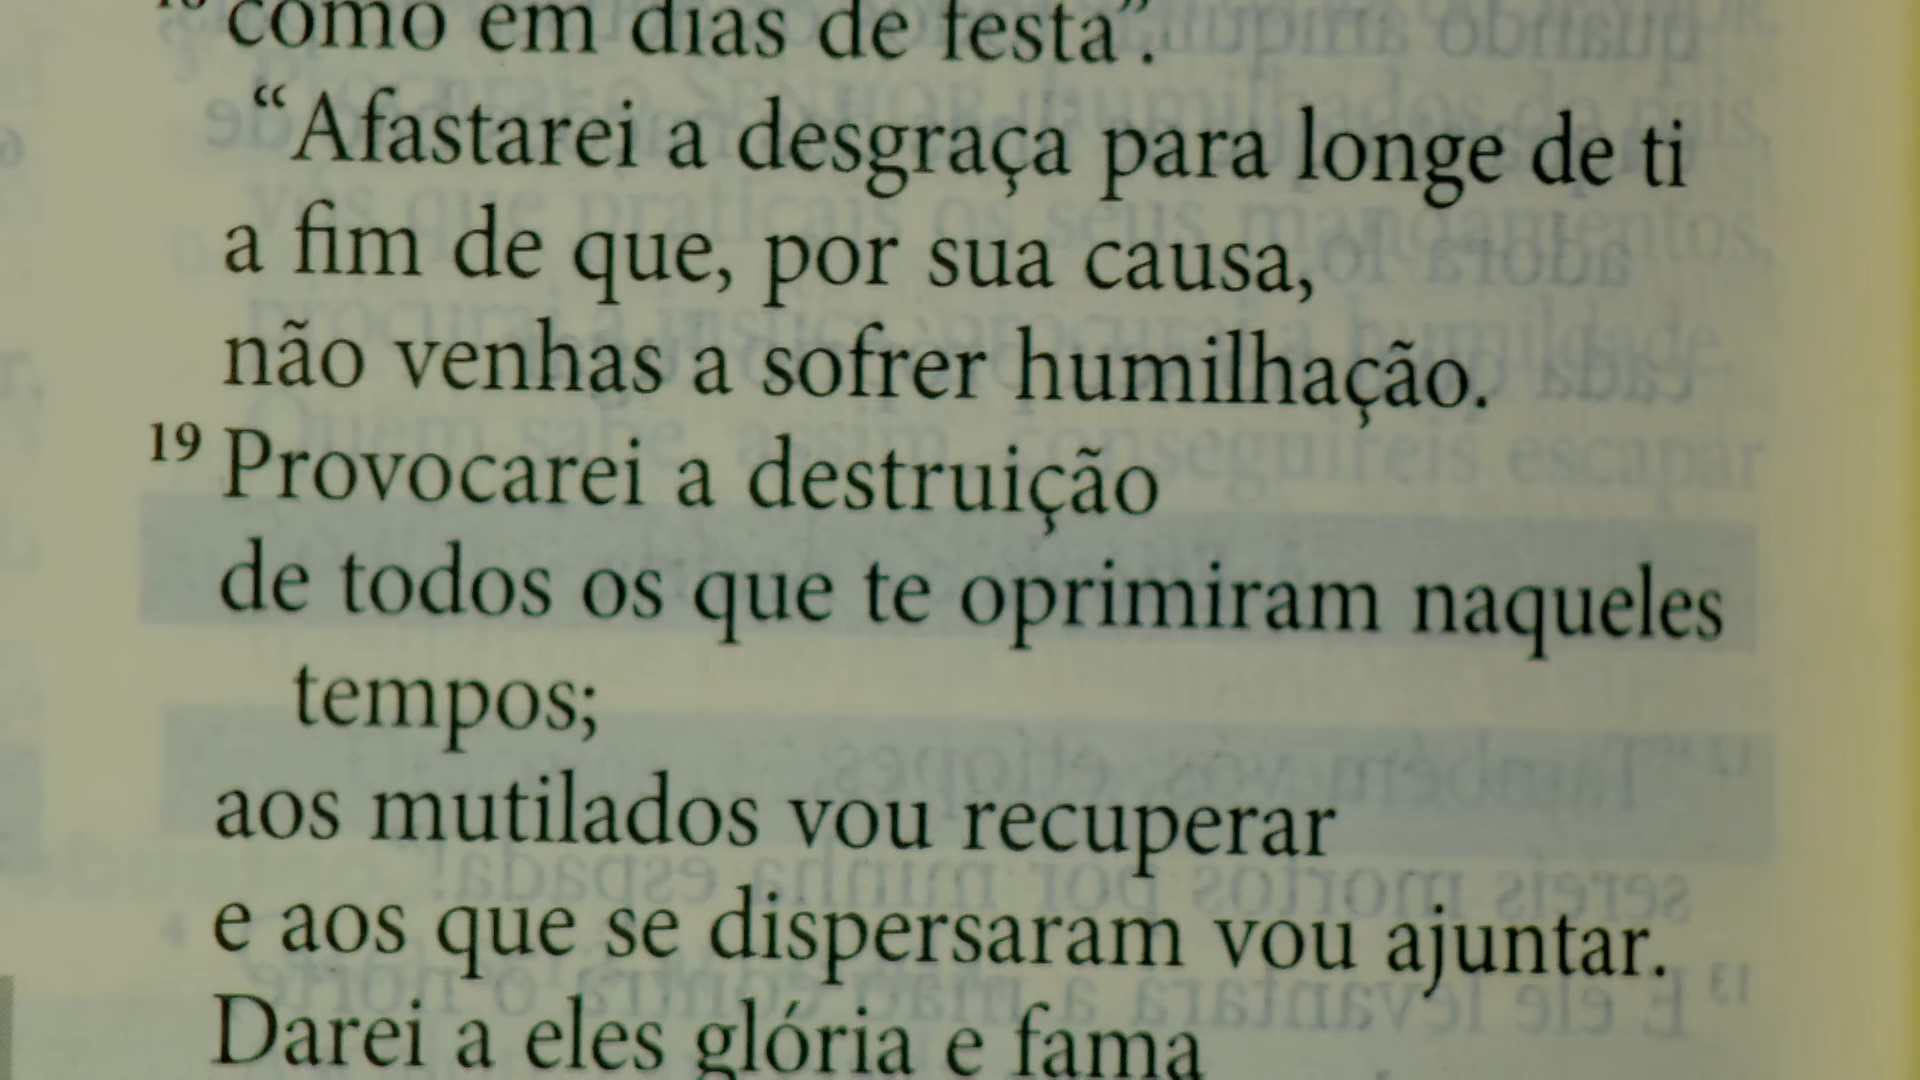 como em dias de festa”.
“Afastarei a desgraça para longe de ti
a fim de que, por sua causa,
não venhas a sofrer humilhação.
19 Provocarei a destruição
de todos os que te oprimiram naqueles
tempos;
aos mutilados vou recuperar
e aos que se dispersaram vou ajuntar.
Darei a eles glória e fama